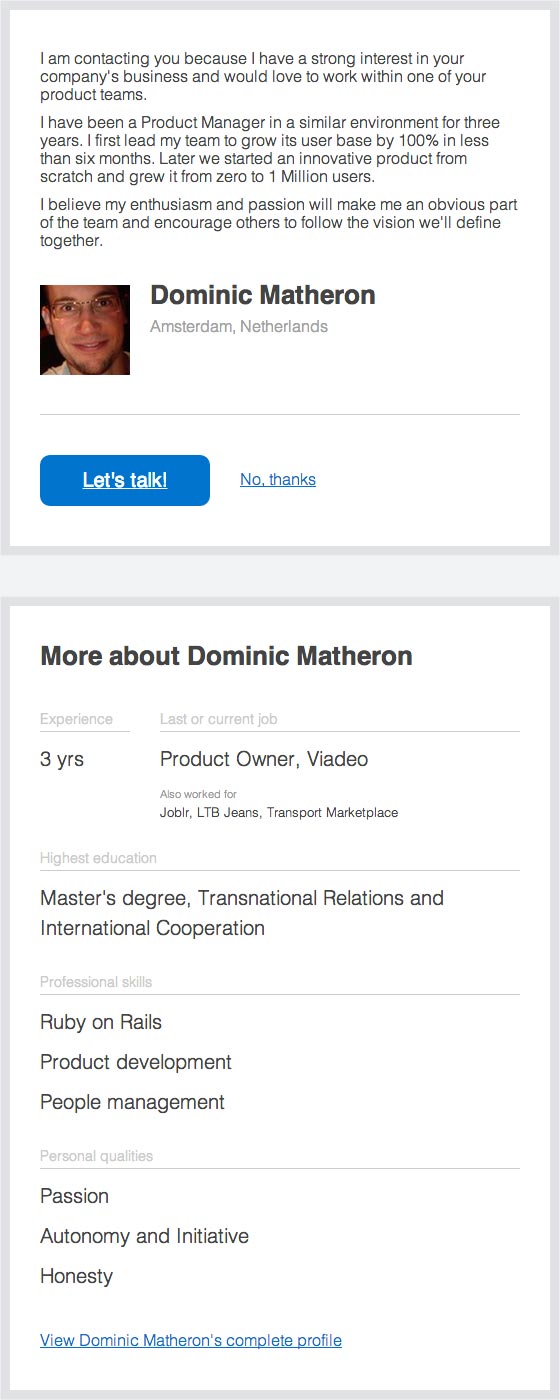 I am contacting you because I have a strong interest in your
company's business and would love to work within one of your
product teams.
I have been a Product Manager in a similar environment for three
years. I first lead my team to grow its user base by 100% in less
than six months. Later we started an innovative product from
scratch and grew it from zero to 1 Million users.
I believe my enthusiasm and passion will make me an obvious part
of the team and encourage others to follow the vision we'll define
together.
Dominic Matheron
Amsterdam, Netherlands
Let's talk!
No, thanks
More about Dominic Matheron
Experience
3 yrs
Last or current job
Product Owner, Viadeo
Also worked for
Joblr, LTB Jeans, Transport Marketplace
Highest education
Master's degree, Transnational Relations and
International Cooperation
Professional skills
Ruby on Rails
Product development
People management
Personal qualities
Passion
Autonomy and Initiative
Honesty
View Dominic Matheron's complete profile